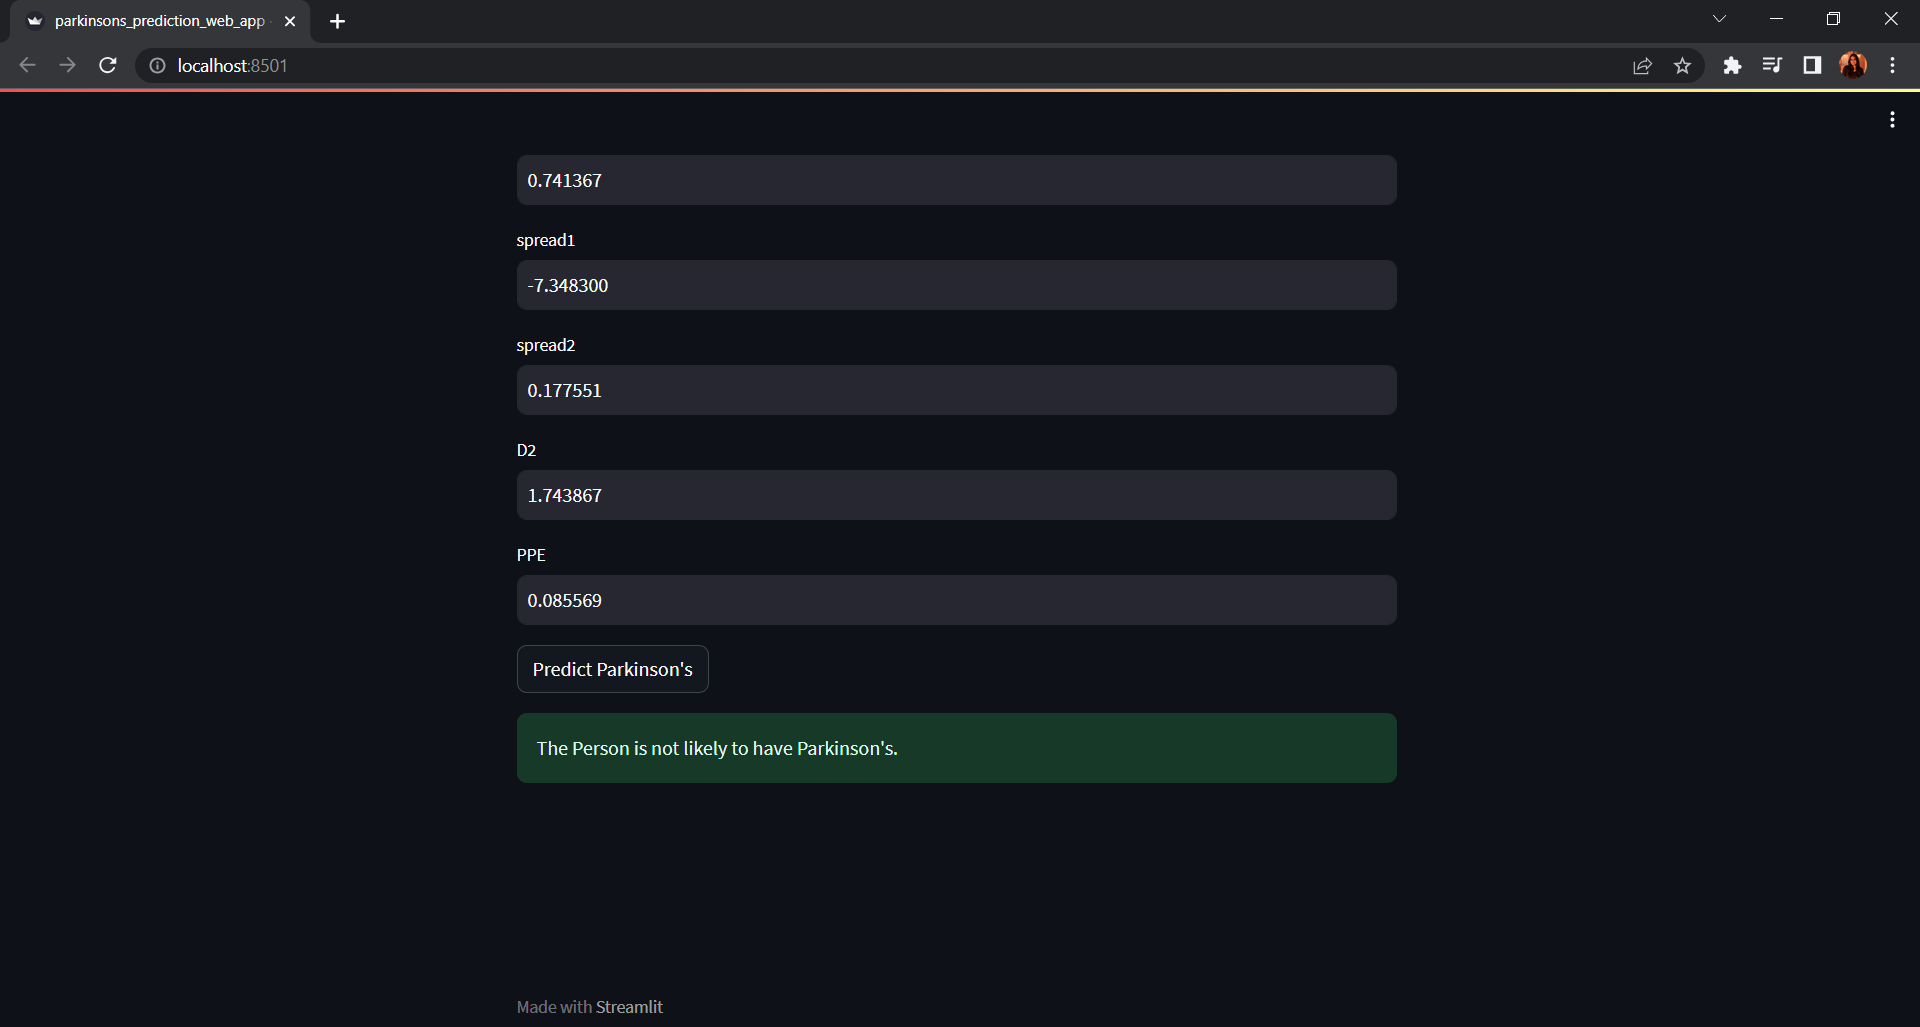 parkinsons_prediction_web_app
localhost:8501
0.741367
spread1
-7.348300
spread2
0.177551
D2
1.743867
PPE
0.085569
Predict Parkinson's
The Person is not likely to have Parkinson's.
Made with Streamlit